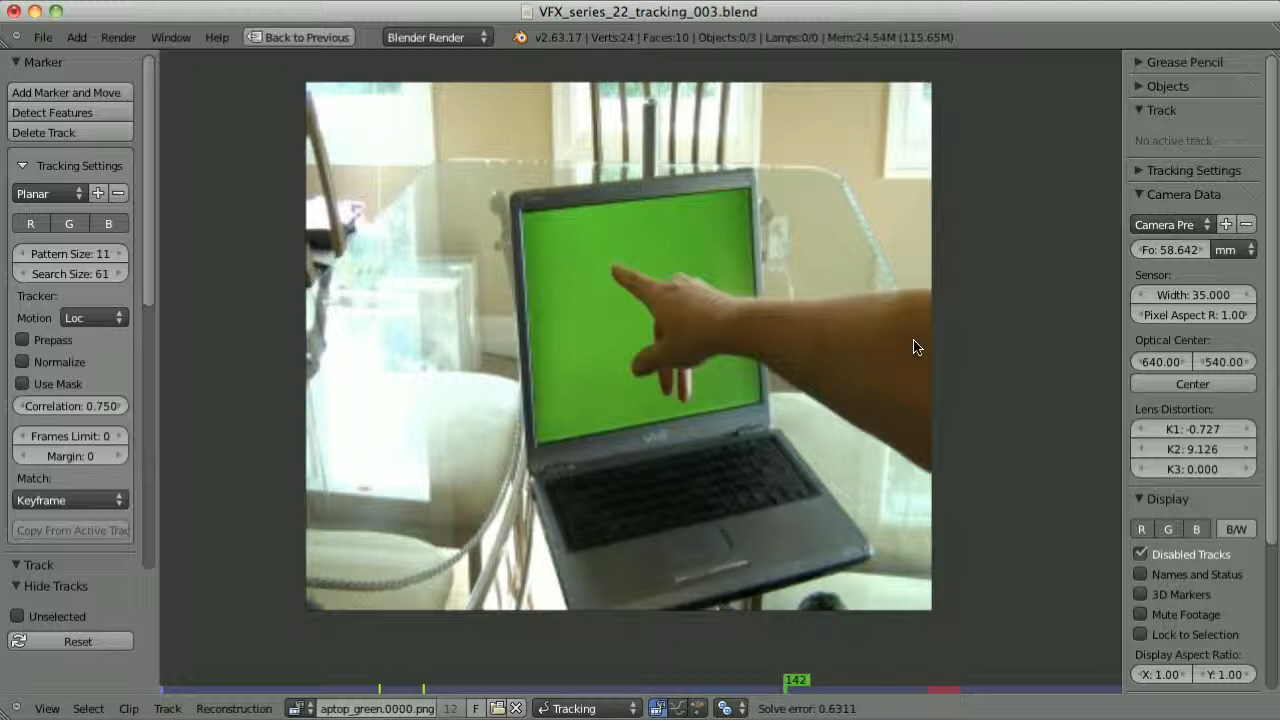 VFX_series_22_tracking_003.blend
File Add Render Window Help Back to Previous Blender Render v2.63.17 | Verts:24 | Faces:10 | Objects:0/3 | Lamps:0/0 | Mem:24.54M (115.65M)
Marker
Add Marker and Move
Detect Features
Delete Track
Tracking Settings
Planar
R G B
Pattern Size: 11
Search Size: 61
Tracker:
Motion Loc
Prepass
Normalize
Use Mask
Correlation: 0.750
Frames Limit: 0
Margin: 0
Match:
Keyframe
Copy From Active Trac
Track
Hide Tracks
Unselected
Reset
Grease Pencil
Objects
Track
No active track
Tracking Settings
Camera Data
Camera Pre
Fo: 58.642 mm
Sensor:
Width: 35.000
Pixel Aspect R: 1.00
Optical Center:
640.00 540.00
Center
Lens Distortion:
K1: -0.727
K2: 9.126
K3: 0.000
Display
R G B B/W
Disabled Tracks
Names and Status
3D Markers
Mute Footage
Lock to Selection
Display Aspect Ratio:
X: 1.00 Y: 1.00
142
View Select Clip Track Reconstruction aptop_green.0000.png 12 F Tracking Solve error: 0.6311